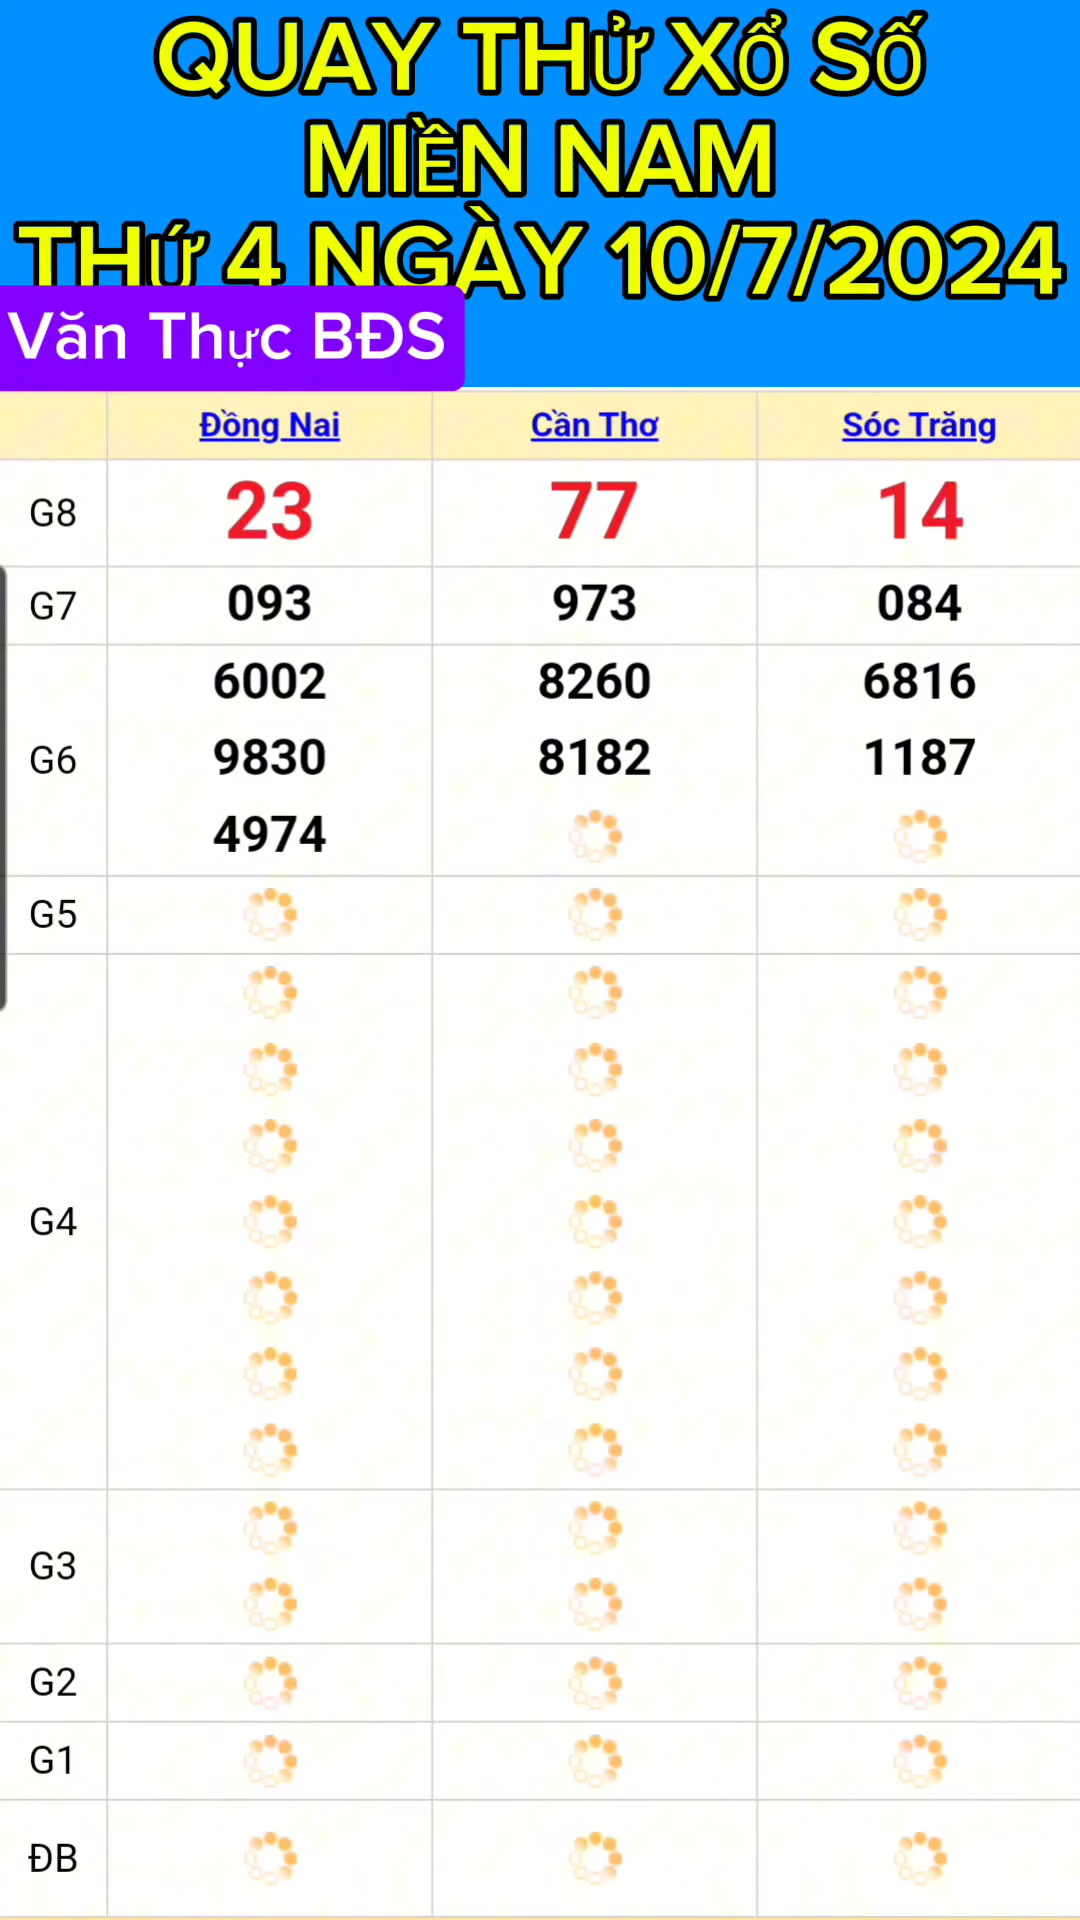 QUAY THỬ XỔ SỐ
MIỀN NAM
THỨ 4 NGÀY 10/7/2024
Văn Thực BĐS
Đồng Nai Cần Thơ Sóc Trăng
G8 23 77 14
G7 093 973 084
6002 8260 6816
G6 9830 8182 1187
4974
G5
G4
G3
G2
G1
ĐB